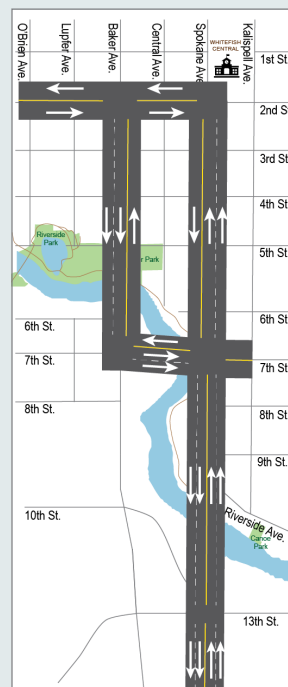 O'Brien Ave.
Lupfer Ave.
Baker Ave.
Central Ave.
Spokane Ave.
Kalispell Ave.
WHITEFISH
CENTRAL
1st St.
2nd St.
3rd St.
4th St.
Riverside
Park
r Park
5th St.
6th St.
6th St.
7th St.
7th St.
8th St.
8th St.
9th St.
10th St.
Riverside Ave.
Canoe
Park
13th St.